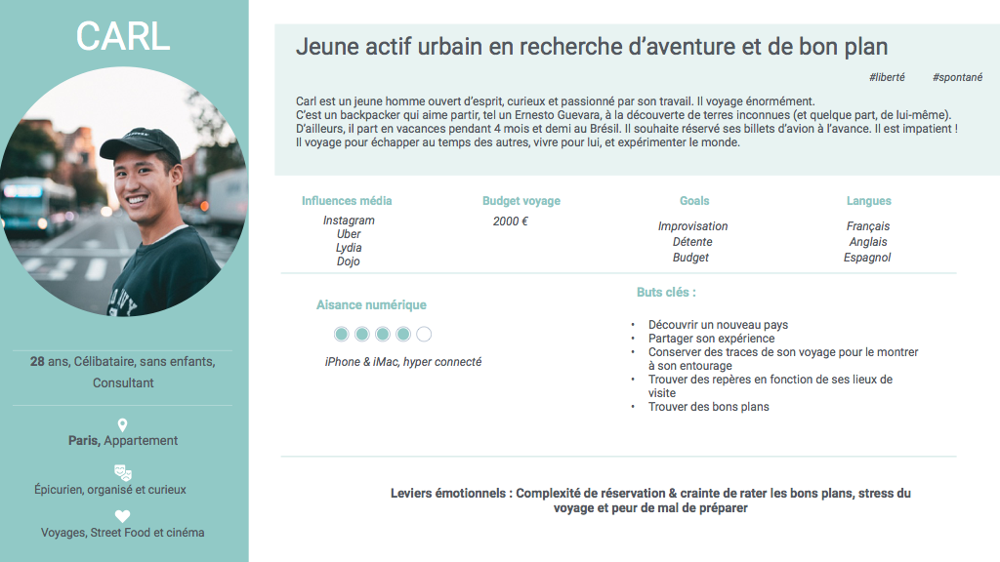 CARL
28 ans, Célibataire, sans enfants,
Consultant
Paris, Appartement
Épicurien, organisé et curieux
Voyages, Street Food et cinéma
Jeune actif urbain en recherche d’aventure et de bon plan
#liberté #spontané
Carl est un jeune homme ouvert d’esprit, curieux et passionné par son travail. Il voyage énormément.
C’est un backpacker qui aime partir, tel un Ernesto Guevara, à la découverte de terres inconnues (et quelque part, de lui-même).
D’ailleurs, il part en vacances pendant 4 mois et demi au Brésil. Il souhaite réservé ses billets d’avion à l’avance. Il est impatient !
Il voyage pour échapper au temps des autres, vivre pour lui, et expérimenter le monde.
Influences média
Instagram
Uber
Lydia
Dojo
Budget voyage
2000 €
Goals
Improvisation
Détente
Budget
Langues
Français
Anglais
Espagnol
Aisance numérique
iPhone & iMac, hyper connecté
Buts clés :
• Découvrir un nouveau pays
• Partager son expérience
• Conserver des traces de son voyage pour le montrer
à son entourage
• Trouver des repères en fonction de ses lieux de
visite
• Trouver des bons plans
Leviers émotionnels : Complexité de réservation & crainte de rater les bons plans, stress du
voyage et peur de mal de préparer